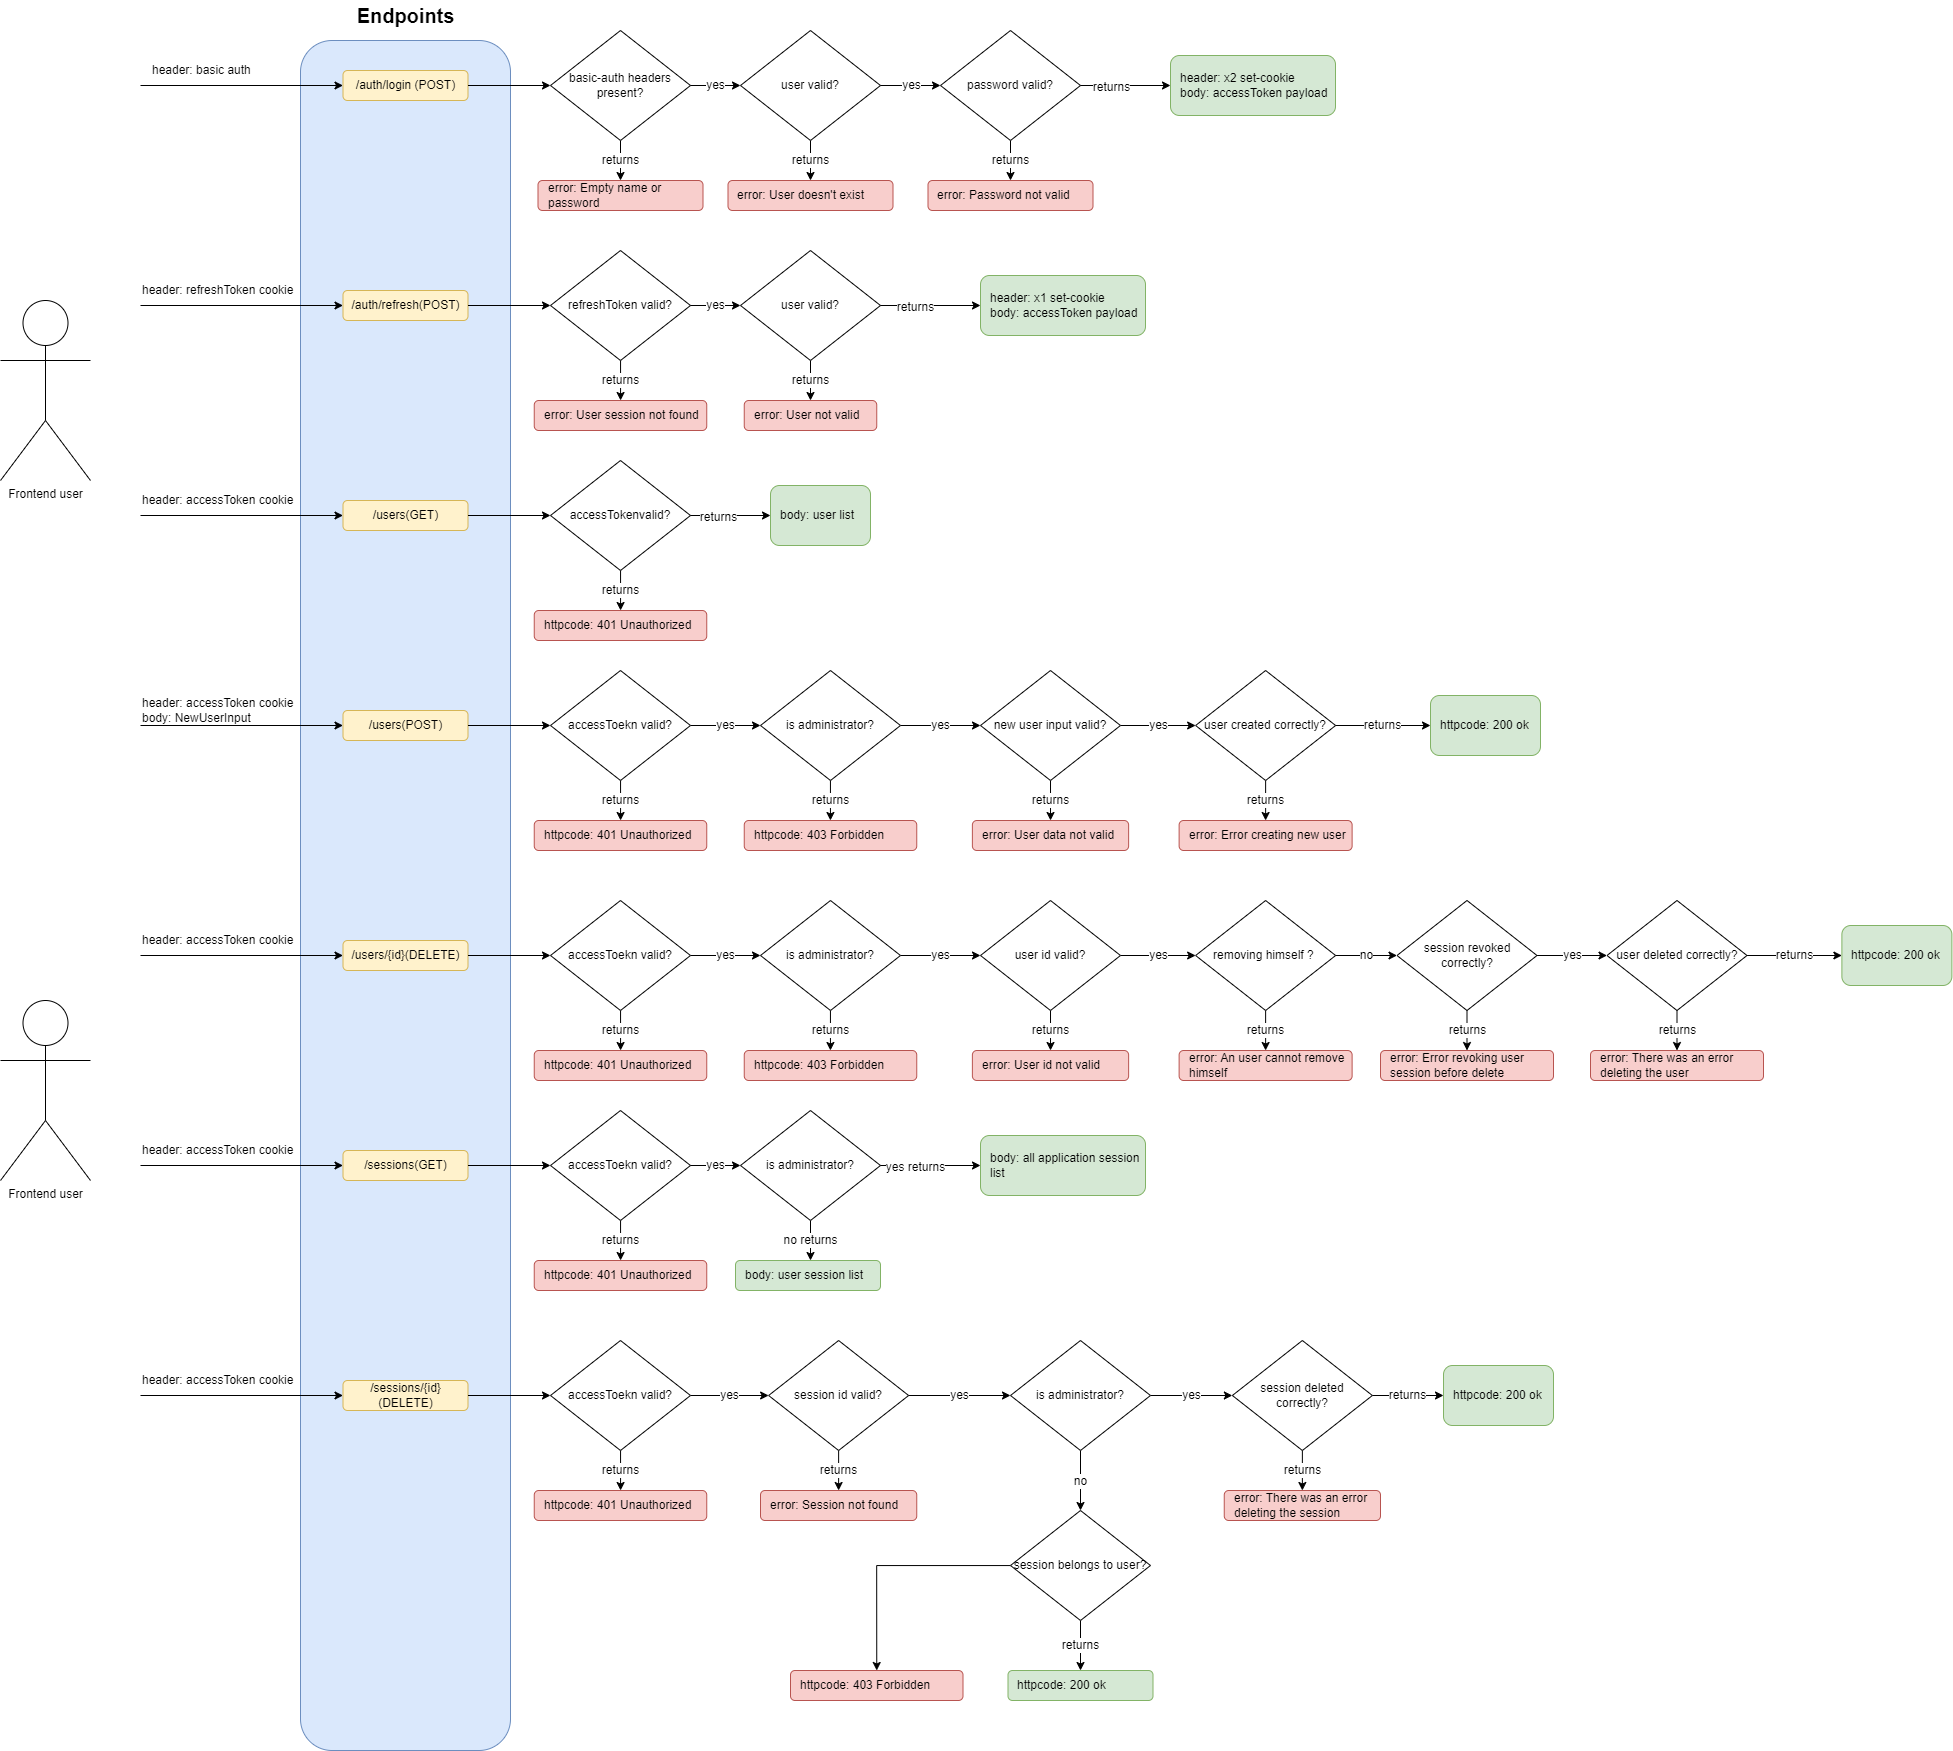 Endpoints
header: basic auth
/auth/login (POST)
basic-auth headers
present?
yes
user valid?
yes
password valid?
returns
header: x2 set-cookie
body: accessToken payload
returns
returns
returns
error: Empty name or
password
error: User doesn't exist
error: Password not valid
header: refreshToken cookie
/auth/refresh(POST)
refreshToken valid?
yes
user valid?
returns
header: x1 set-cookie
body: accessToken payload
returns
returns
error: User session not found
error: User not valid
Frontend user
header: accessToken cookie
/users(GET)
accessTokenvalid?
returns
body: user list
returns
httpcode: 401 Unauthorized
header: accessToken cookie
body: NewUserInput
/users(POST)
accessToekn valid?
yes
is administrator?
yes
new user input valid?
yes
user created correctly?
returns
httpcode: 200 ok
returns
returns
returns
returns
httpcode: 401 Unauthorized
httpcode: 403 Forbidden
error: User data not valid
error: Error creating new user
header: accessToken cookie
/users/{id}(DELETE)
accessToekn valid?
yes
is administrator?
yes
user id valid?
yes
removing himself ?
no
session revoked
correctly?
yes
user deleted correctly?
returns
httpcode: 200 ok
returns
returns
returns
returns
returns
returns
httpcode: 401 Unauthorized
httpcode: 403 Forbidden
error: User id not valid
error: An user cannot remove
himself
error: Error revoking user
session before delete
error: There was an error
deleting the user
Frontend user
header: accessToken cookie
/sessions(GET)
accessToekn valid?
yes
is administrator?
yes returns
body: all application session
list
returns
no returns
httpcode: 401 Unauthorized
body: user session list
header: accessToken cookie
/sessions/{id}
(DELETE)
accessToekn valid?
yes
session id valid?
yes
is administrator?
yes
session deleted
correctly?
returns
httpcode: 200 ok
returns
returns
no
returns
httpcode: 401 Unauthorized
error: Session not found
error: There was an error
deleting the session
session belongs to user?
returns
httpcode: 403 Forbidden
httpcode: 200 ok